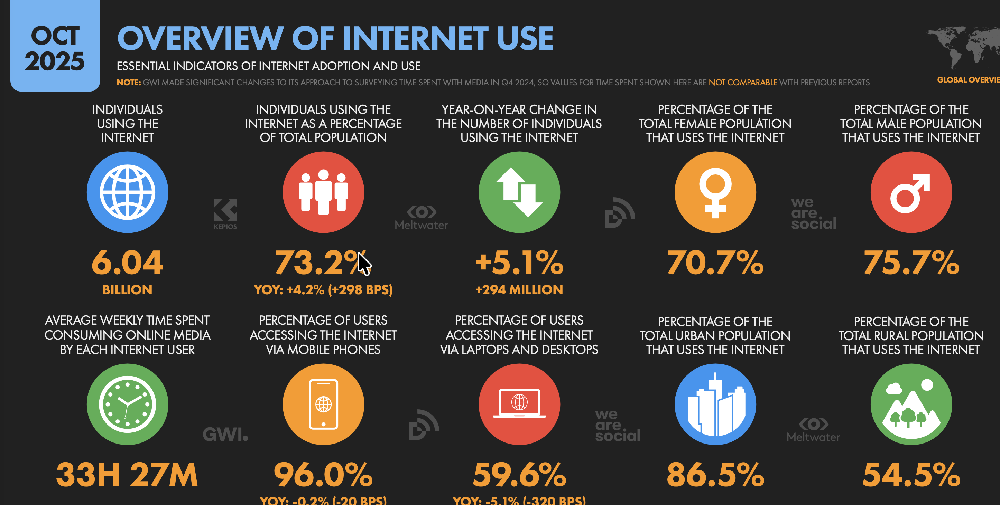 OCT
2025
OVERVIEW OF INTERNET USE
ESSENTIAL INDICATORS OF INTERNET ADOPTION AND USE
NOTE: GWI MADE SIGNIFICANT CHANGES TO ITS APPROACH TO SURVEYING TIME SPENT WITH MEDIA IN Q4 2024, SO VALUES FOR TIME SPENT SHOWN HERE ARE NOT COMPARABLE WITH PREVIOUS REPORTS
GLOBAL OVERVIE
INDIVIDUALS
USING THE
INTERNET
6.04
BILLION
KEPIOS
INDIVIDUALS USING THE
INTERNET AS A PERCENTAGE
OF TOTAL POPULATION
73.2%
YOY: +4.2% (+298 BPS)
Meltwater
YEAR-ON-YEAR CHANGE IN
THE NUMBER OF INDIVIDUALS
USING THE INTERNET
+5.1%
+294 MILLION
D
PERCENTAGE OF THE
TOTAL FEMALE POPULATION
THAT USES THE INTERNET
70.7%
we
are
social
PERCENTAGE OF THE
TOTAL MALE POPULATION
THAT USES THE INTERNET
75.7%
AVERAGE WEEKLY TIME SPENT
CONSUMING ONLINE MEDIA
BY EACH INTERNET USER
33H 27M
GWI.
PERCENTAGE OF USERS
ACCESSING THE INTERNET
VIA MOBILE PHONES
96.0%
YOY: -0.2% (-20 BPS)
D
PERCENTAGE OF USERS
ACCESSING THE INTERNET
VIA LAPTOPS AND DESKTOPS
59.6%
YOY: -5.1% (-320 BPS)
we
are
social
PERCENTAGE OF THE
TOTAL URBAN POPULATION
THAT USES THE INTERNET
86.5%
Meltwater
PERCENTAGE OF THE
TOTAL RURAL POPULATION
THAT USES THE INTERNET
54.5%